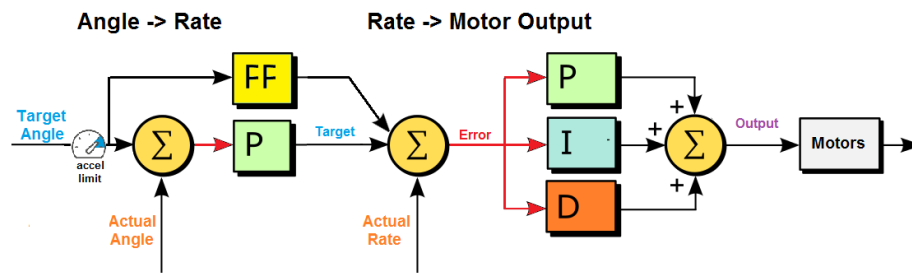 Angle -> Rate
Rate -> Motor Output
FF
P
Target
Angle
accel
limit
Σ
P
Target
Σ
Error
P
I
D
+
+
+
Σ
Output
Motors
Actual
Angle
Actual
Rate